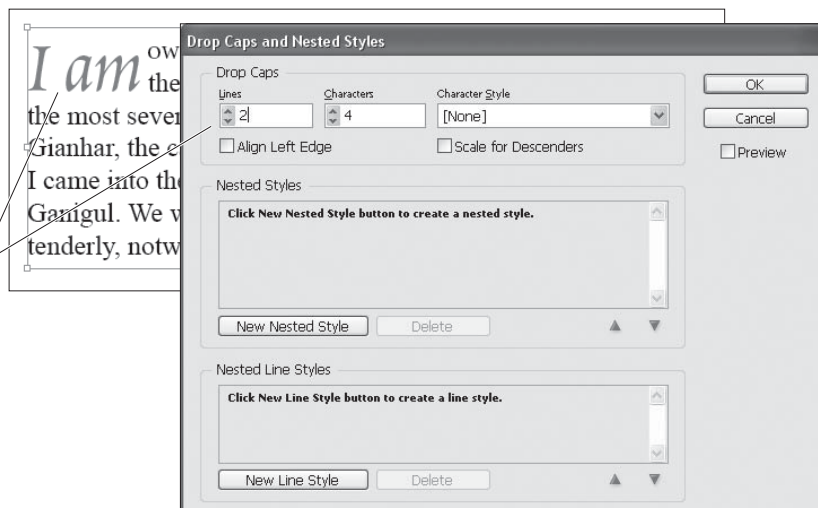 I am ow
the
the most sever
Gianhar, the c
I came into the
Ganigul. We v
tenderly, notw
Drop Caps and Nested Styles
Drop Caps
Lines Characters Character Style
2 4 [None]
Align Left Edge Scale for Descenders
OK
Cancel
Preview
Nested Styles
Click New Nested Style button to create a nested style.
New Nested Style Delete
Nested Line Styles
Click New Line Style button to create a line style.
New Line Style Delete